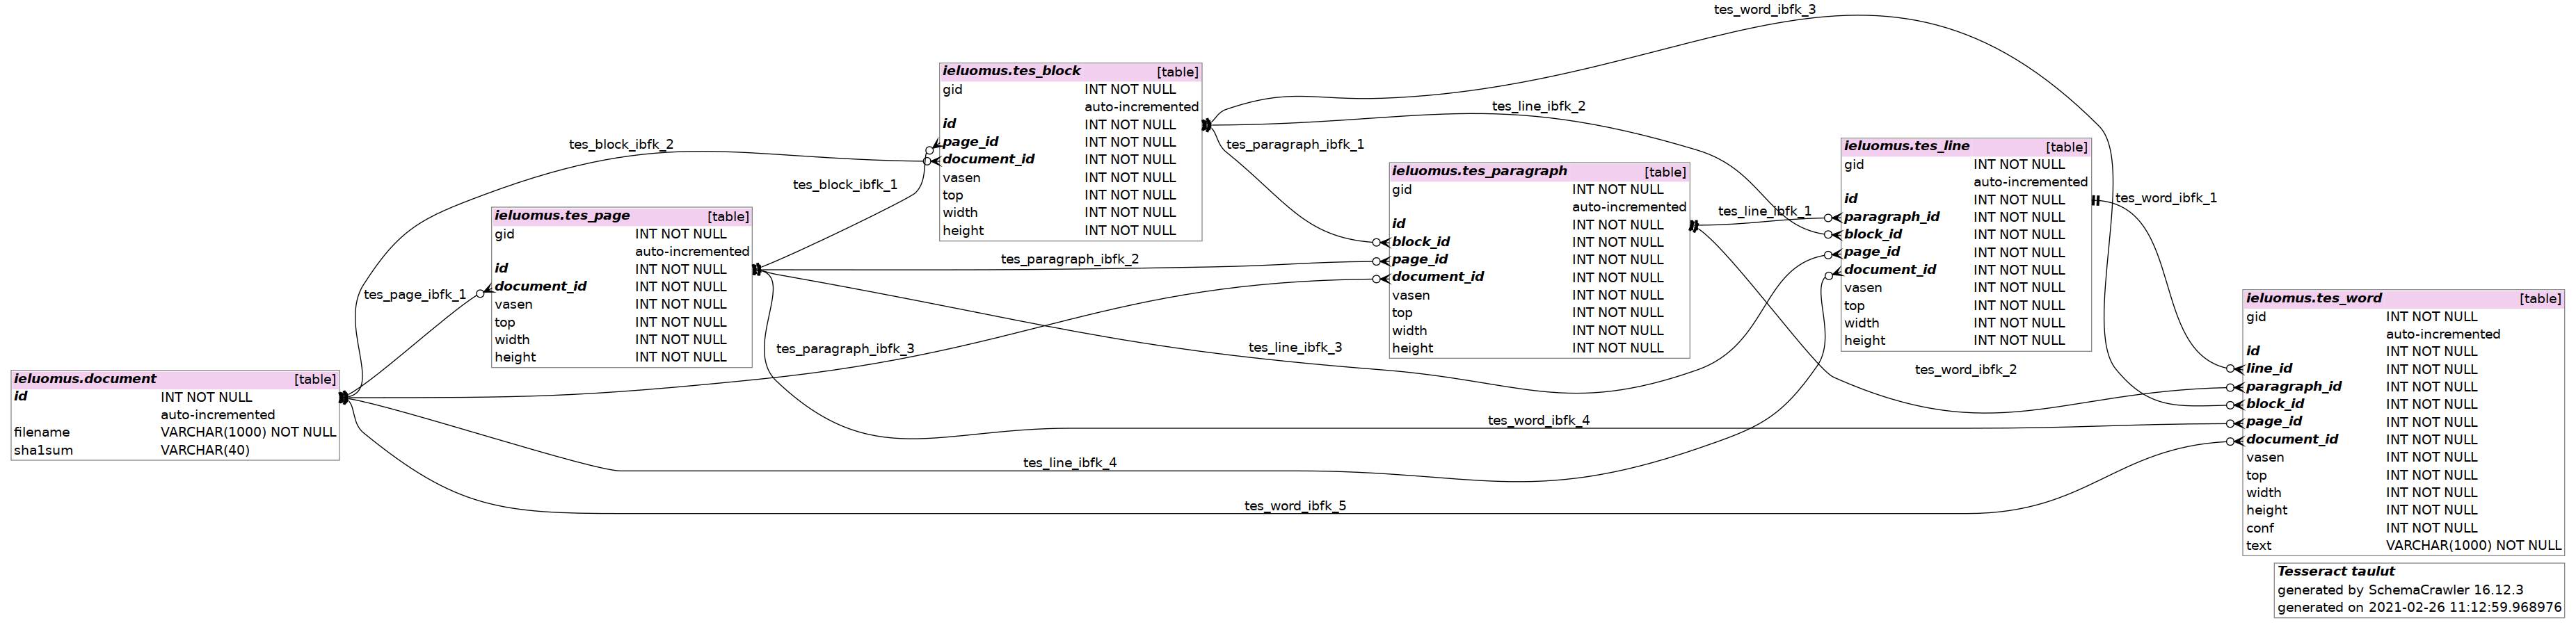 tes_word_ibfk_3
ieluomus.tes_block [table]
gid INT NOT NULL
auto-incremented
id INT NOT NULL
page_id INT NOT NULL
document_id INT NOT NULL
vasen INT NOT NULL
top INT NOT NULL
width INT NOT NULL
height INT NOT NULL
tes_line_ibfk_2
tes_block_ibfk_2
tes_paragraph_ibfk_1
tes_block_ibfk_1
ieluomus.tes_line [table]
gid INT NOT NULL
auto-incremented
id INT NOT NULL
paragraph_id INT NOT NULL
block_id INT NOT NULL
page_id INT NOT NULL
document_id INT NOT NULL
vasen INT NOT NULL
top INT NOT NULL
width INT NOT NULL
height INT NOT NULL
ieluomus.tes_paragraph [table]
gid INT NOT NULL
auto-incremented
id INT NOT NULL
block_id INT NOT NULL
page_id INT NOT NULL
document_id INT NOT NULL
vasen INT NOT NULL
top INT NOT NULL
width INT NOT NULL
height INT NOT NULL
tes_word_ibfk_1
tes_line_ibfk_1
ieluomus.tes_page [table]
gid INT NOT NULL
auto-incremented
id INT NOT NULL
document_id INT NOT NULL
vasen INT NOT NULL
top INT NOT NULL
width INT NOT NULL
height INT NOT NULL
tes_paragraph_ibfk_2
tes_page_ibfk_1
tes_paragraph_ibfk_3
tes_line_ibfk_3
tes_word_ibfk_2
ieluomus.tes_word [table]
gid INT NOT NULL
auto-incremented
id INT NOT NULL
line_id INT NOT NULL
paragraph_id INT NOT NULL
block_id INT NOT NULL
page_id INT NOT NULL
document_id INT NOT NULL
vasen INT NOT NULL
top INT NOT NULL
width INT NOT NULL
height INT NOT NULL
conf INT NOT NULL
text VARCHAR(1000) NOT NULL
ieluomus.document [table]
id INT NOT NULL
auto-incremented
filename VARCHAR(1000) NOT NULL
sha1sum VARCHAR(40)
tes_word_ibfk_4
tes_line_ibfk_4
tes_word_ibfk_5
Tesseract taulut
generated by SchemaCrawler 16.12.3
generated on 2021-02-26 11:12:59.968976